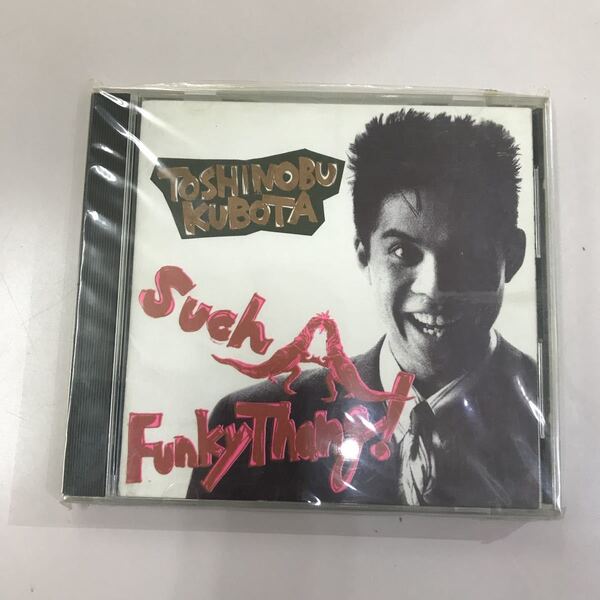 TOSHINOBU
KUBOTA
Such A
Funky Thang!